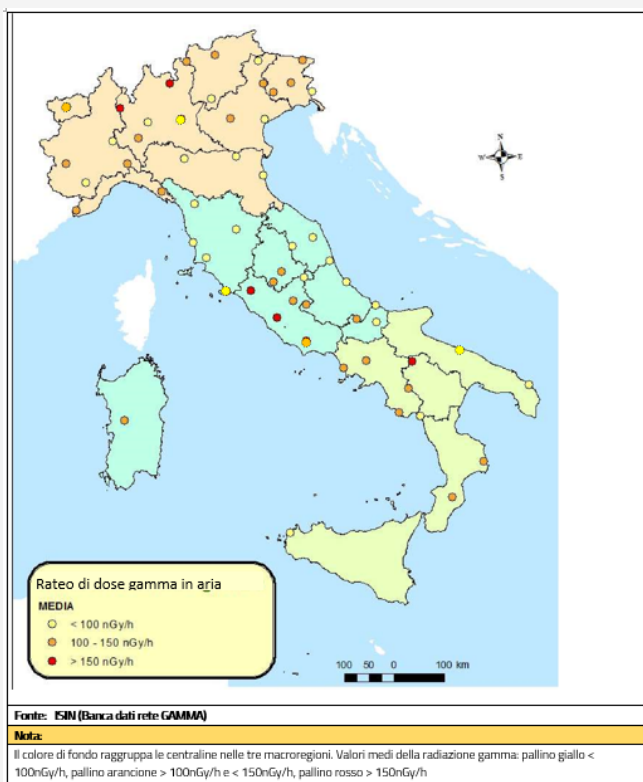 N
W E
S
Rateo di dose gamma in aria
MEDIA
< 100 nGy/h
100 - 150 nGy/h
> 150 nGy/h
100 50 0 100 km
Fonte: ISIN (Banca dati rete GAMMA)
Nota:
Il colore di fondo raggruppa le centraline nelle tre macroregioni. Valori medi della radiazione gamma: pallino giallo <
100nGy/h, pallino arancione > 100nGy/h e < 150nGy/h, pallino rosso > 150nGy/h